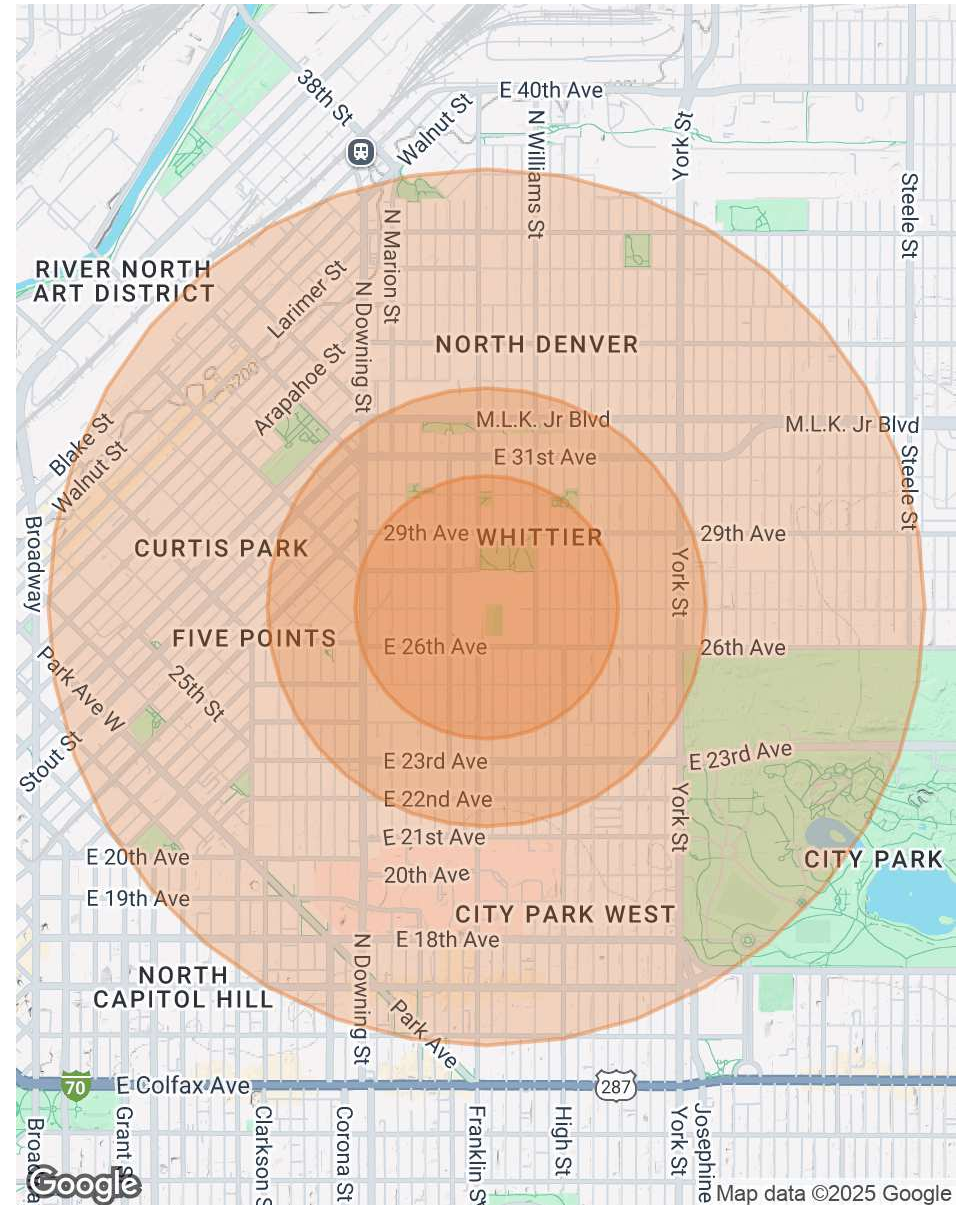 38th St
E 40th Ave
Walnut St
N Williams St
York St
Steele St
N Marion St
RIVER NORTH
ART DISTRICT
Larimer St
N Downing St
NORTH DENVER
Arapahoe St
M.L.K. Jr Blvd
M.L.K. Jr Blvd
Blake St
E 31st Ave
Walnut St
Steele St
29th Ave
WHITTIER
29th Ave
Broadway
CURTIS PARK
York St
FIVE POINTS
E 26th Ave
26th Ave
Park Ave W
25th St
Stout St
E 23rd Ave
E 23rd Ave
E 22nd Ave
York St
E 21st Ave
E 20th Ave
CITY PARK
20th Ave
E 19th Ave
CITY PARK WEST
E 18th Ave
NORTH
CAPITOL HILL
N Downing St
Park Ave
70
E Colfax Ave
287
Grant St
Clarkson S
Corona St
Franklin St
High St
York St
Josephine
Google
Map data ©2025 Google